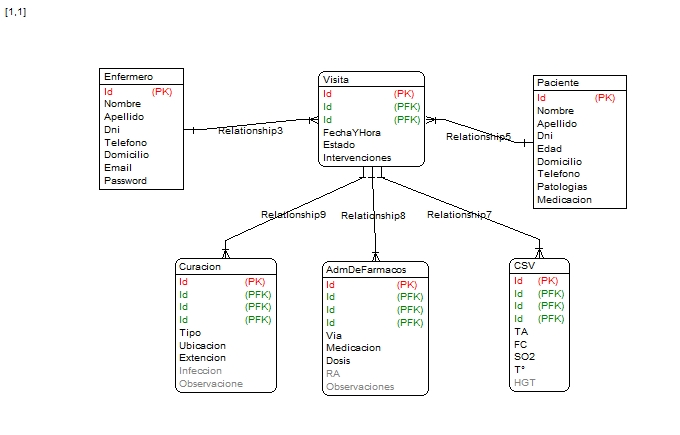 [1,1]
Enfermero
Id (PK)
Nombre
Apellido
Dni
Telefono
Domicilio
Email
Password
Relationship3
Visita
Id (PK)
Id (PFK)
Id (PFK)
FechaYHora
Estado
Intervenciones
Relationship5
Paciente
Id (PK)
Nombre
Apellido
Dni
Edad
Domicilio
Telefono
Patologias
Medicacion
Relationship9
Relationship8
Relationship7
Curacion
Id (PK)
Id (PFK)
Id (PFK)
Id (PFK)
Tipo
Ubicacion
Extencion
Infeccion
Observacione
AdmDeFarmacos
Id (PK)
Id (PFK)
Id (PFK)
Id (PFK)
Via
Medicacion
Dosis
RA
Observaciones
CSV
Id (PK)
Id (PFK)
Id (PFK)
Id (PFK)
TA
FC
SO2
T°
HGT